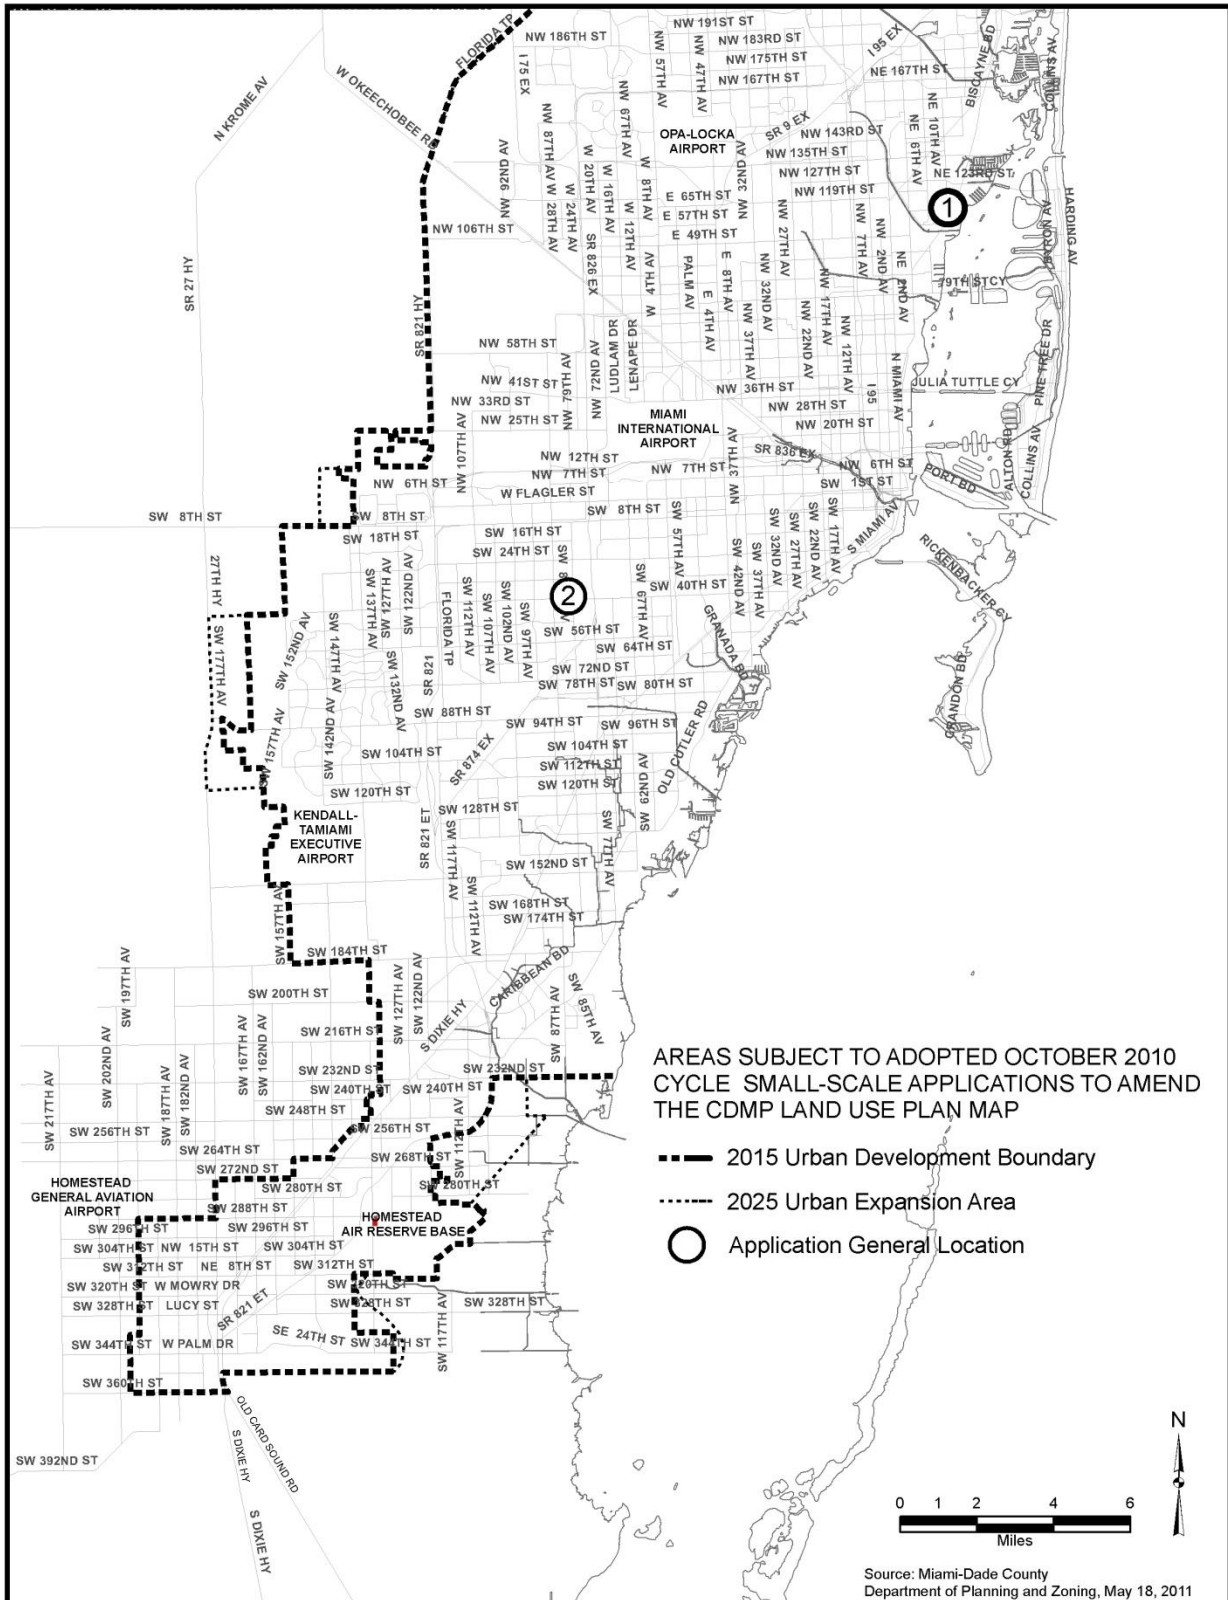 NW 191ST ST
NW 186TH ST
NW 183RD ST
NW 175TH ST
NW 167TH ST
NE 167TH ST
FLORIDA TP
I 75 EX
I 95 EX
BISCAYNE BD
COLLINS AV
N KROME AV
W OKEECHOBEE RD
NW 57TH AV
NW 47TH AV
NW 67TH AV
NW 87TH AV
NW 92ND AV
OPA-LOCKA
AIRPORT
SR 9 EX
NW 143RD ST
NW 135TH ST
NW 127TH ST
NW 119TH ST
NE 6TH AV
NE 10TH AV
NE 123RD ST
1
W 20TH AV
W 16TH AV
W 8TH AV
NW 32ND AV
E 65TH ST
E 57TH ST
E 49TH ST
W 28TH AV
W 24TH AV
W 12TH AV
NW 27TH AV
NW 7TH AV
NW 2ND AV
NE 2ND AV
BYRON AV
HARDING AV
NW 106TH ST
SR 826 EX
W 4TH AV
PALM AV
E 8TH AV
E 4TH AV
NW 32ND AV
NW 17TH AV
79TH STCY
SR 27 HY
SR 821 HY
NW 58TH ST
NW 41ST ST
NW 33RD ST
NW 25TH ST
NW 79TH AV
NW 72ND AV
LUDLAM DR
LENAPE DR
NW 37TH AV
NW 22ND AV
NW 12TH AV
I 95
N MIAMI AV
NW 36TH ST
NW 28TH ST
NW 20TH ST
JULIA TUTTLE CY
PINE TREE DR
MIAMI
INTERNATIONAL
AIRPORT
NW 107TH AV
NW 12TH ST
NW 7TH ST
NW 7TH ST
NW 37TH AV
SR 836 EX
NW 6TH ST
SW 1ST ST
PORT BD
ALTON RD
COLLINS AV
NW 6TH ST
W FLAGLER ST
SW 8TH ST
SW 8TH ST
SW 8TH ST
SW 18TH ST
SW 16TH ST
SW 24TH ST
SW 57TH AV
SW 32ND AV
SW 27TH AV
SW 22ND AV
SW 17TH AV
S MIAMI AV
RICKENBACKER CY
27TH HY
SW 137TH AV
SW 127TH AV
SW 122ND AV
2
SW 67TH AV
SW 40TH ST
SW 42ND AV
SW 37TH AV
FLORIDA TP
SW 112TH AV
SW 107TH AV
SW 102ND AV
SW 97TH AV
SW 56TH ST
SW 64TH ST
SW 177TH AV
SW 152ND AV
SW 147TH AV
SW 132ND AV
SR 821
SW 72ND ST
SW 78TH ST
SW 80TH ST
CRANDON BD
SW 157TH AV
SW 142ND AV
SW 88TH ST
SW 94TH ST
SW 96TH ST
OLD CUTLER RD
SW 104TH ST
SR 874 EX
SW 104TH ST
SW 112TH ST
SW 120TH ST
SW 120TH ST
SW 62ND AV
KENDALL-
TAMIAMI
EXECUTIVE
AIRPORT
SR 821 ET
SW 128TH ST
SW 117TH AV
SW 77TH AV
SW 152ND ST
SW 157TH AV
SW 112TH AV
SW 168TH ST
SW 174TH ST
SW 184TH ST
SW 197TH AV
SW 200TH ST
SW 127TH AV
SW 122ND AV
CARIBBEAN BD
SW 85TH AV
SW 87TH AV
SW 216TH ST
S DIXIE HY
SW 202ND AV
SW 167TH AV
SW 162ND AV
SW 232ND ST
SW 232ND ST
SW 240TH ST
SW 240TH ST
SW 217TH AV
SW 187TH AV
SW 182ND AV
SW 248TH ST
SW 256TH ST
SW 256TH ST
SW 112TH AV
SW 264TH ST
SW 268TH ST
SW 272ND ST
SW 280TH ST
SW 280TH ST
AREAS SUBJECT TO ADOPTED OCTOBER 2010
CYCLE SMALL-SCALE APPLICATIONS TO AMEND
THE CDMP LAND USE PLAN MAP
2015 Urban Development Boundary
2025 Urban Expansion Area
Application General Location
HOMESTEAD
GENERAL AVIATION
AIRPORT
SW 288TH ST
SW 296TH ST
SW 296TH ST
HOMESTEAD
AIR RESERVE BASE
SW 304TH ST
NW 15TH ST
SW 304TH ST
SW 312TH ST
NE 8TH ST
SW 312TH ST
SW 320TH ST
W MOWRY DR
SW 320TH ST
SW 328TH ST
LUCY ST
SR 821 ET
SW 328TH ST
SW 328TH ST
SW 117TH AV
SW 344TH ST
W PALM DR
SE 24TH ST
SW 344TH ST
SW 360TH ST
OLD CARD SOUND RD
S DIXIE HY
S DIXIE HY
SW 392ND ST
N
0 1 2 4 6
Miles
Source: Miami-Dade County
Department of Planning and Zoning, May 18, 2011